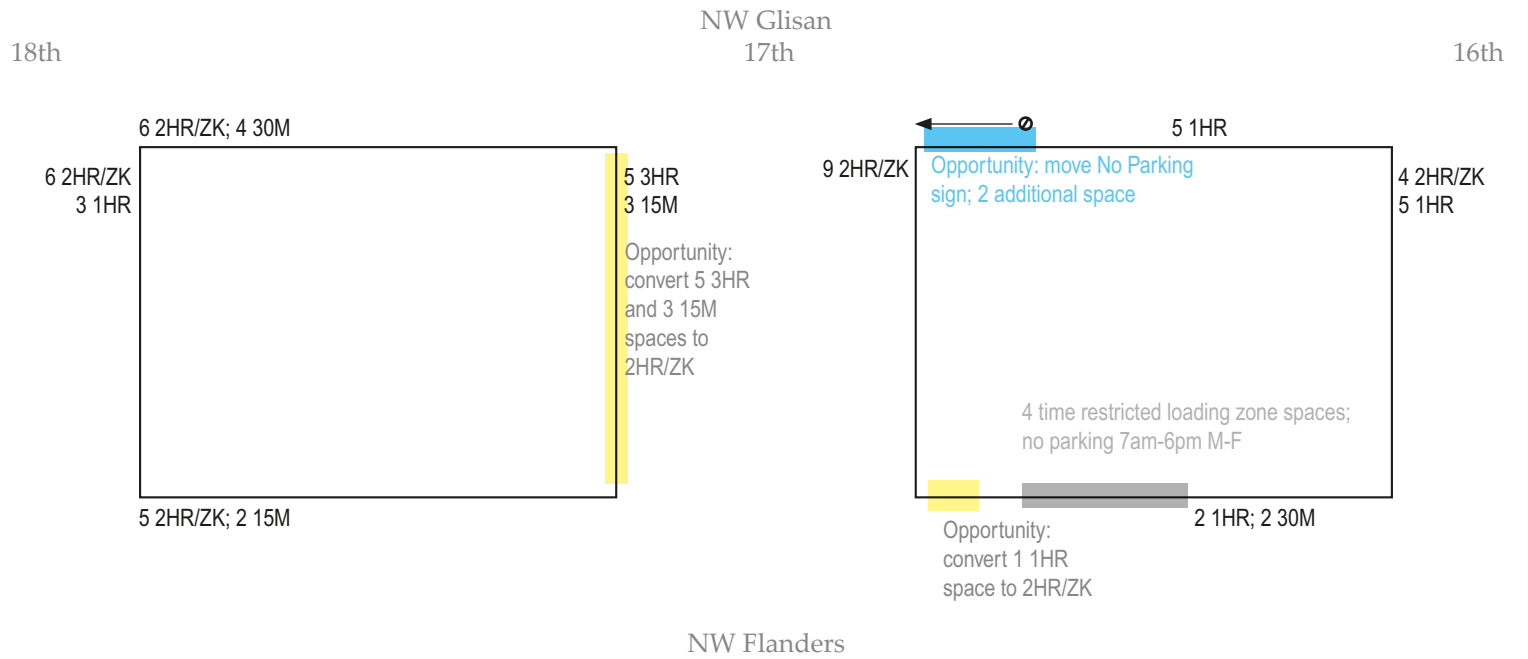 NW Glisan
18th
17th
16th
6 2HR/ZK; 4 30M
5 1HR
6 2HR/ZK
3 1HR
5 3HR
3 15M
Opportunity:
convert 5 3HR
and 3 15M
spaces to
2HR/ZK
5 2HR/ZK; 2 15M
9 2HR/ZK
Opportunity: move No Parking
sign; 2 additional space
4 2HR/ZK
5 1HR
4 time restricted loading zone spaces;
no parking 7am-6pm M-F
2 1HR; 2 30M
Opportunity:
convert 1 1HR
space to 2HR/ZK
NW Flanders